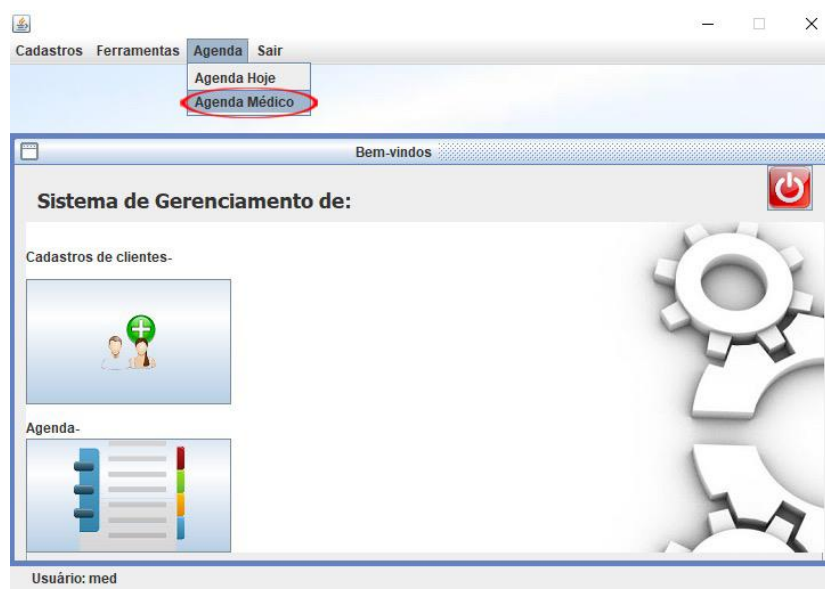 Cadastros Ferramentas Agenda Sair
Agenda Hoje
Agenda Médico
Bem-vindos
Sistema de Gerenciamento de:
Cadastros de clientes-
Agenda-
Usuário: med